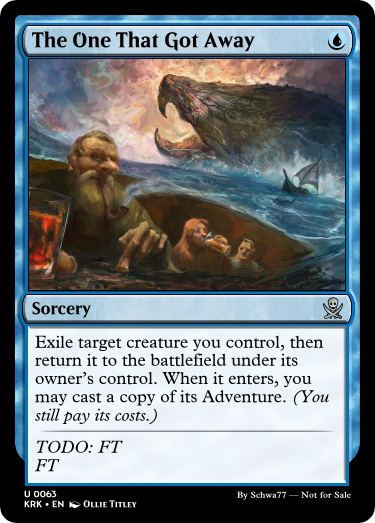 The One That Got Away
Sorcery
Exile target creature you control, then
return it to the battlefield under its
owner's control. When it enters, you
may cast a copy of its Adventure. (You
still pay its costs.)
TODO: FT
FT
U 0063
KRK • EN OLLIE TITLEY
By Schwa77 — Not for Sale